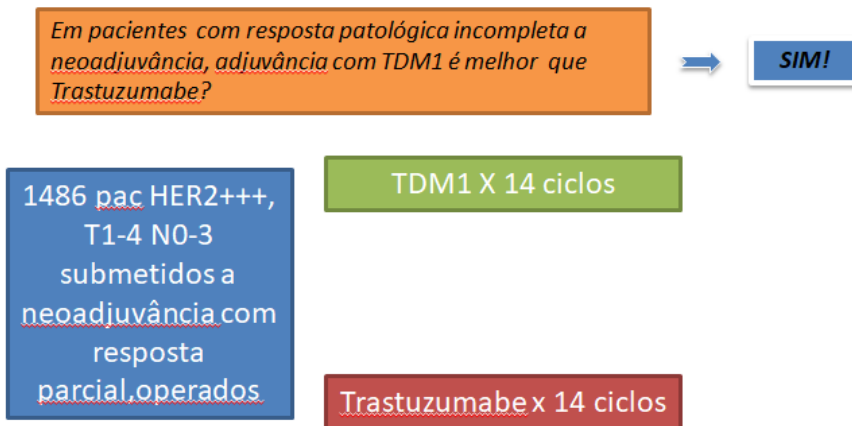 Em pacientes com resposta patológica incompleta a
neoadjuvância, adjuvância com TDM1 é melhor que
Trastuzumabe?
SIM!
1486 pac HER2+++,
T1-4 N0-3
submetidos a
neoadjuvância com
resposta
parcial,operados
TDM1 X 14 ciclos
Trastuzumabe x 14 ciclos